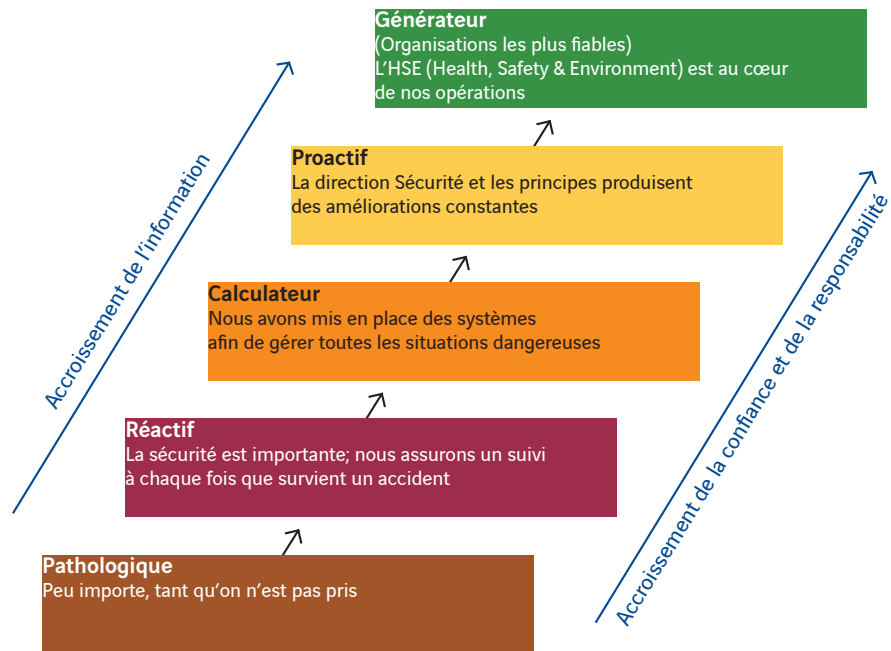 Générateur
(Organisations les plus fiables)
L'HSE (Health, Safety & Environment) est au cœur
de nos opérations
Accroissement de l'information
Proactif
La direction Sécurité et les principes produisent
des améliorations constantes
Accroissement de la confiance et de la responsabilité
Calculateur
Nous avons mis en place des systèmes
afin de gérer toutes les situations dangereuses
Réactif
La sécurité est importante; nous assurons un suivi
à chaque fois que survient un accident
Pathologique
Peu importe, tant qu'on n'est pas pris